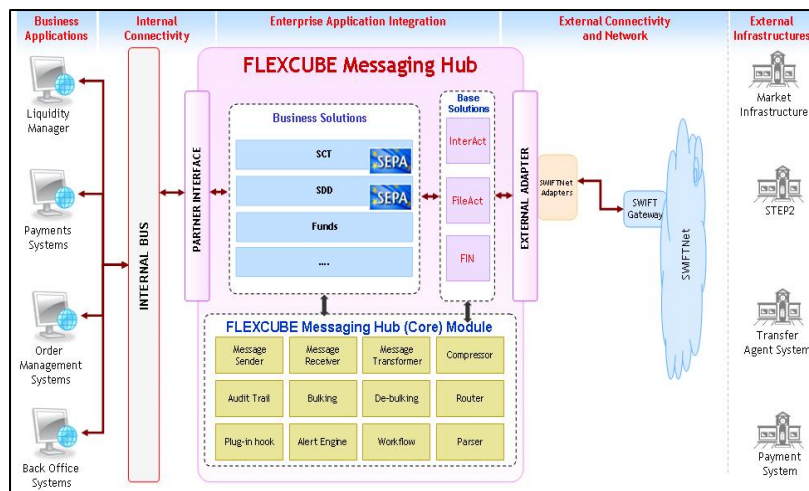 Business
Applications
Internal
Connectivity
Enterprise Application Integration
External Connectivity
and Network
External
Infrastructures
FLEXCUBE Messaging Hub
Liquidity
Manager
Payments
Systems
Order
Management
Systems
Back Office
Systems
INTERNAL BUS
PARTNER INTERFACE
Business Solutions
SCT
SEPA
SDD
SEPA
Funds
....
Base
Solutions
InterAct
FileAct
FIN
EXTERNAL ADAPTER
SWIFTNet
Adapters
SWIFT
Gateway
SWIFTNet
Market
Infrastructure
STEP2
Transfer
Agent System
Payment
System
FLEXCUBE Messaging Hub (Core) Module
Message
Sender
Message
Receiver
Message
Transformer
Compressor
Audit Trail
Bulking
De-bulking
Router
Plug-in hook
Alert Engine
Workflow
Parser